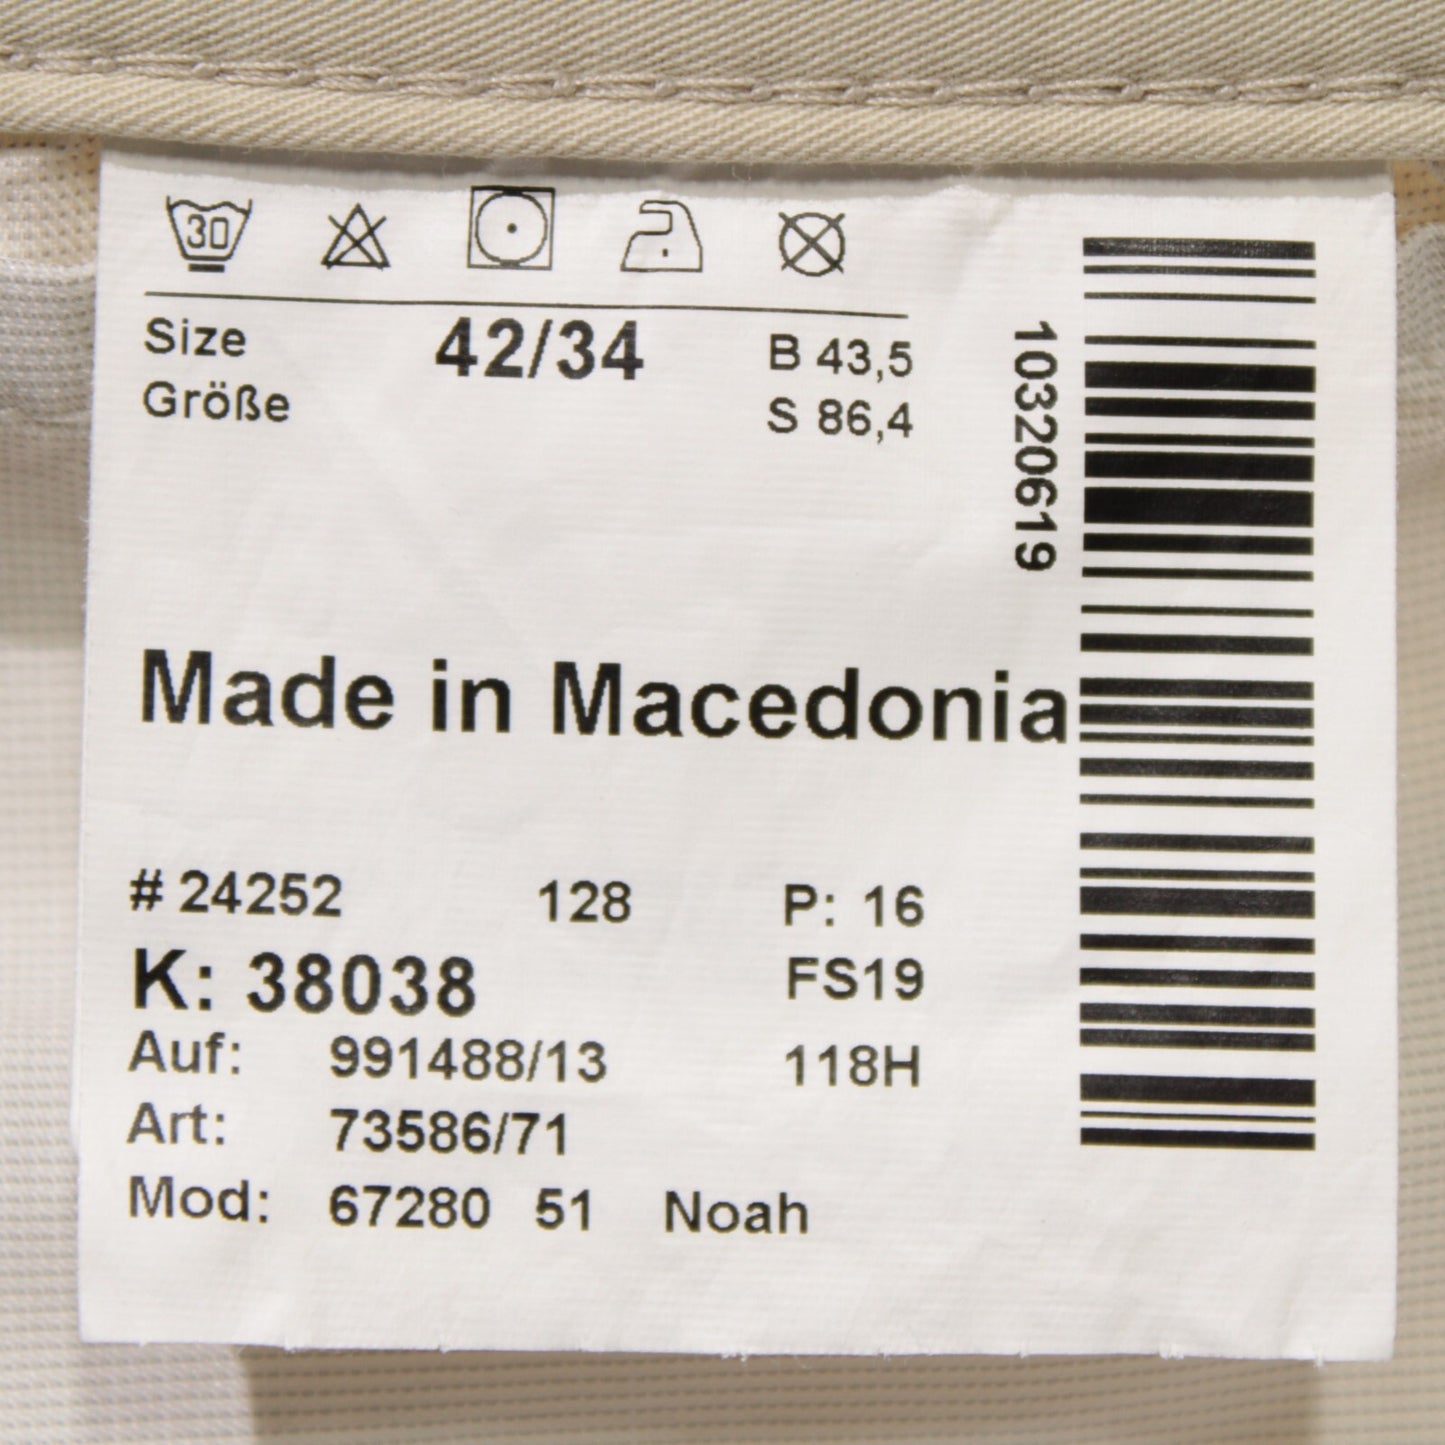 30
Size 42/34 B 43,5
Größe S 86,4
10320619
Made in Macedonia
# 24252 128 P: 16
K: 38038 FS19
Auf: 991488/13 118H
Art: 73586/71
Mod: 67280 51 Noah